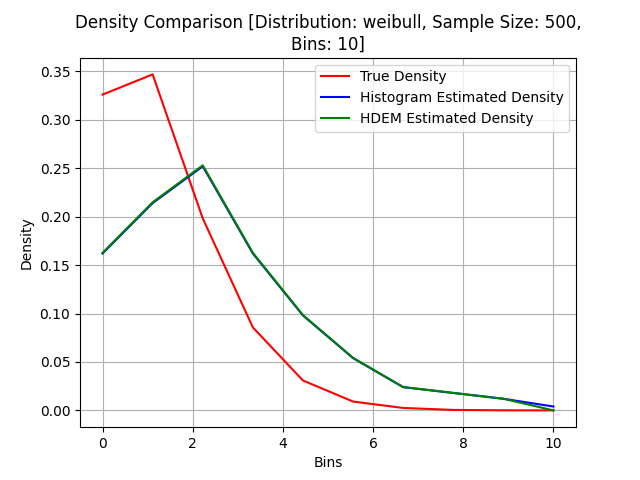 Density Comparison [Distribution: weibull, Sample Size: 500,
Bins: 10]
True Density
Histogram Estimated Density
HDEM Estimated Density
Density
0.35
0.30
0.25
0.20
0.15
0.10
0.05
0.00
0 2 4 6 8 10
Bins